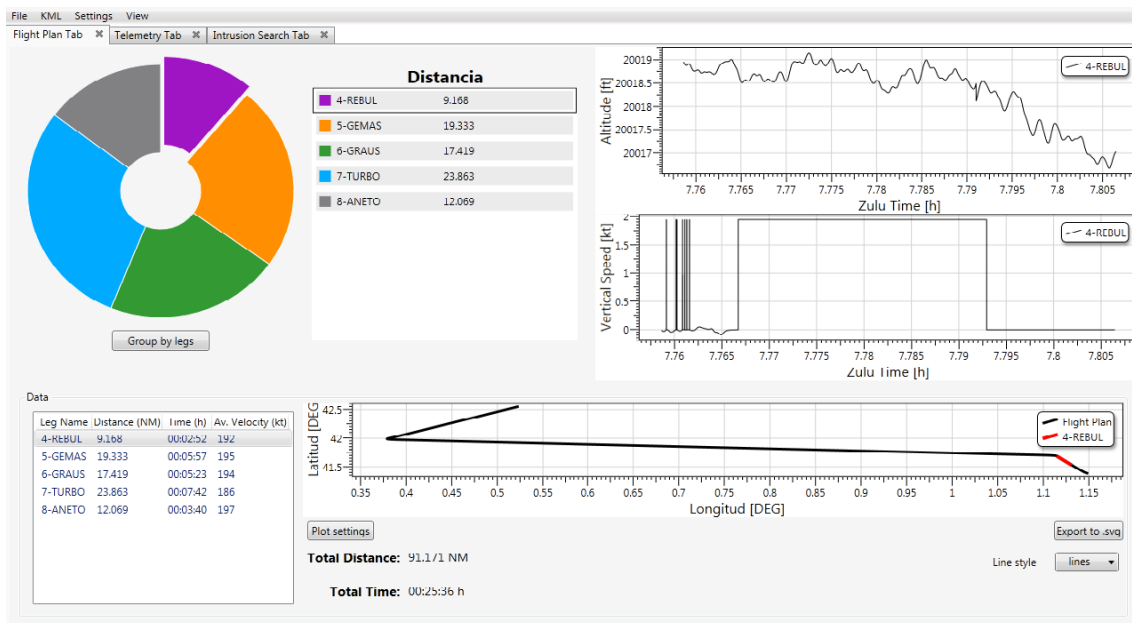 File KML Settings View
Flight Plan Tab Telemetry Tab Intrusion Search Tab
Distancia
4-REBUL 9.168
5-GEMAS 19.333
6-GRAUS 17.419
7-TURBO 23.863
8-ANETO 12.069
Group by legs
4-REBUL
Altitude [ft]
20019
20018.5
20018
20017.5
20017
7.76 7.765 7.77 7.775 7.78 7.785 7.79 7.795 7.8 7.805
Zulu Time [h]
4-REBUL
Vertical Speed [kt]
2
1.5
1
0.5
0
7.76 7.765 7.77 7.775 7.78 7.785 7.79 7.795 7.8 7.805
Zulu Time [h]
Data
Leg Name Distance (NM) Time (h) Av. Velocity (kt)
4-REBUL 9.168 00:02:52 192
5-GEMAS 19.333 00:05:57 195
6-GRAUS 17.419 00:05:23 194
7-TURBO 23.863 00:07:42 186
8-ANETO 12.069 00:03:40 197
Latitud [DEG
42.5
42
41.5
Flight Plan
4-REBUL
0.35 0.4 0.45 0.5 0.55 0.6 0.65 0.7 0.75 0.8 0.85 0.9 0.95 1 1.05 1.1 1.15
Longitud [DEG]
Plot settings
Export to .svg
Total Distance: 91.171 NM
Line style lines
Total Time: 00:25:36 h